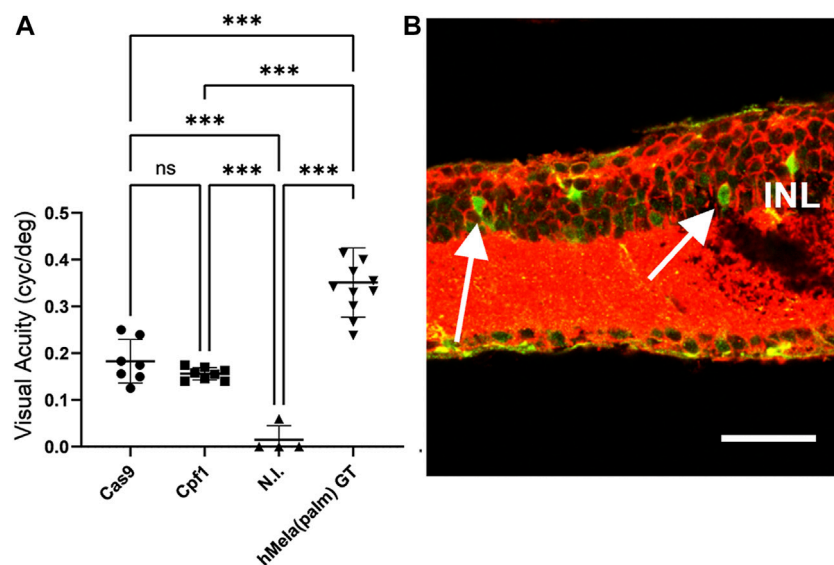 A
B
***
***
***
ns
***
***
Visual Acuity (cyc/deg)
0.5
0.4
0.3
0.2
0.1
0.0
Cas9
Cpf1
N.I.
hMela(palm) GT
INL